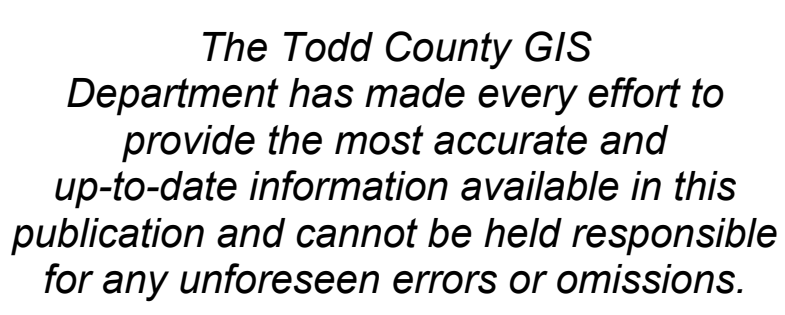 The Todd County GIS
Department has made every effort to
provide the most accurate and
up-to-date information available in this
publication and cannot be held responsible
for any unforeseen errors or omissions.